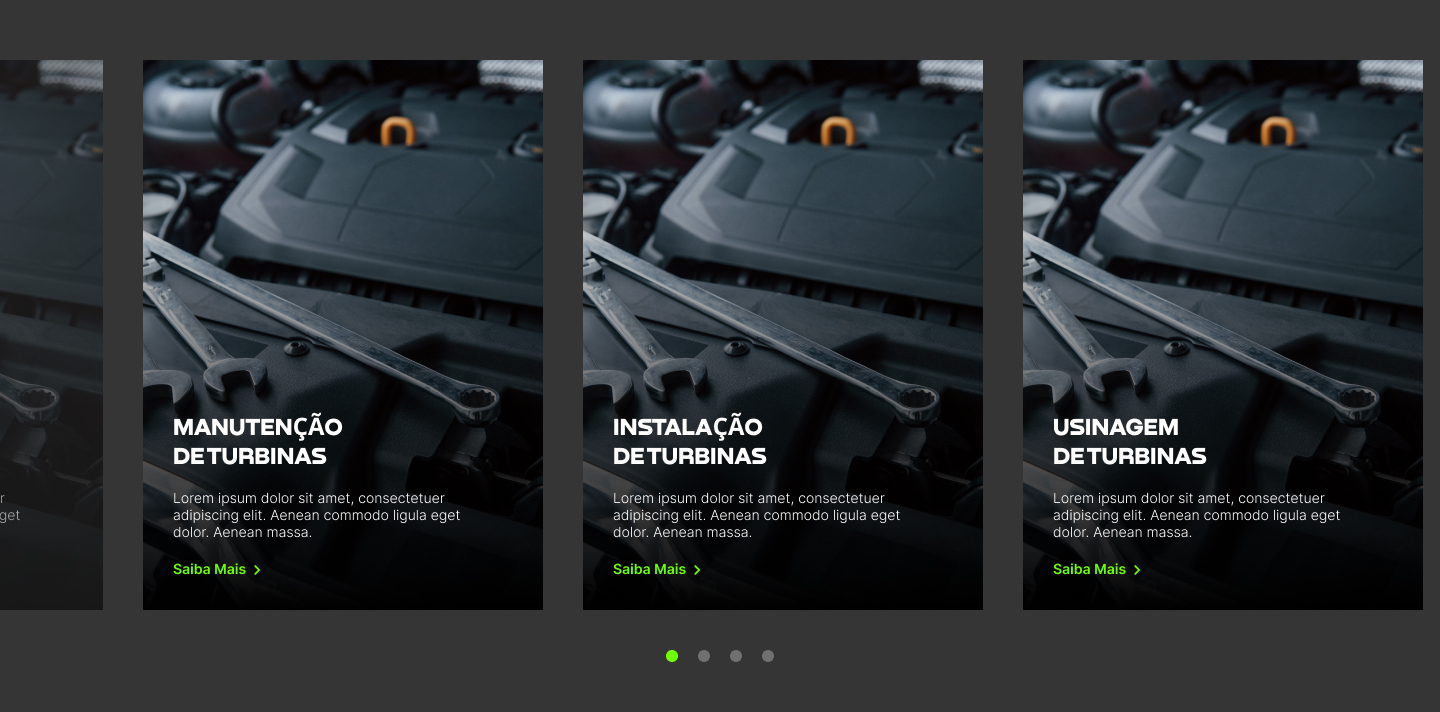 r
get
MANUTENÇÃO
DE TURBINAS
Lorem ipsum dolor sit amet, consectetuer
adipiscing elit. Aenean commodo ligula eget
dolor. Aenean massa.
Saiba Mais
INSTALAÇÃO
DE TURBINAS
Lorem ipsum dolor sit amet, consectetuer
adipiscing elit. Aenean commodo ligula eget
dolor. Aenean massa.
Saiba Mais
USINAGEM
DE TURBINAS
Lorem ipsum dolor sit amet, consectetuer
adipiscing elit. Aenean commodo ligula eget
dolor. Aenean massa.
Saiba Mais